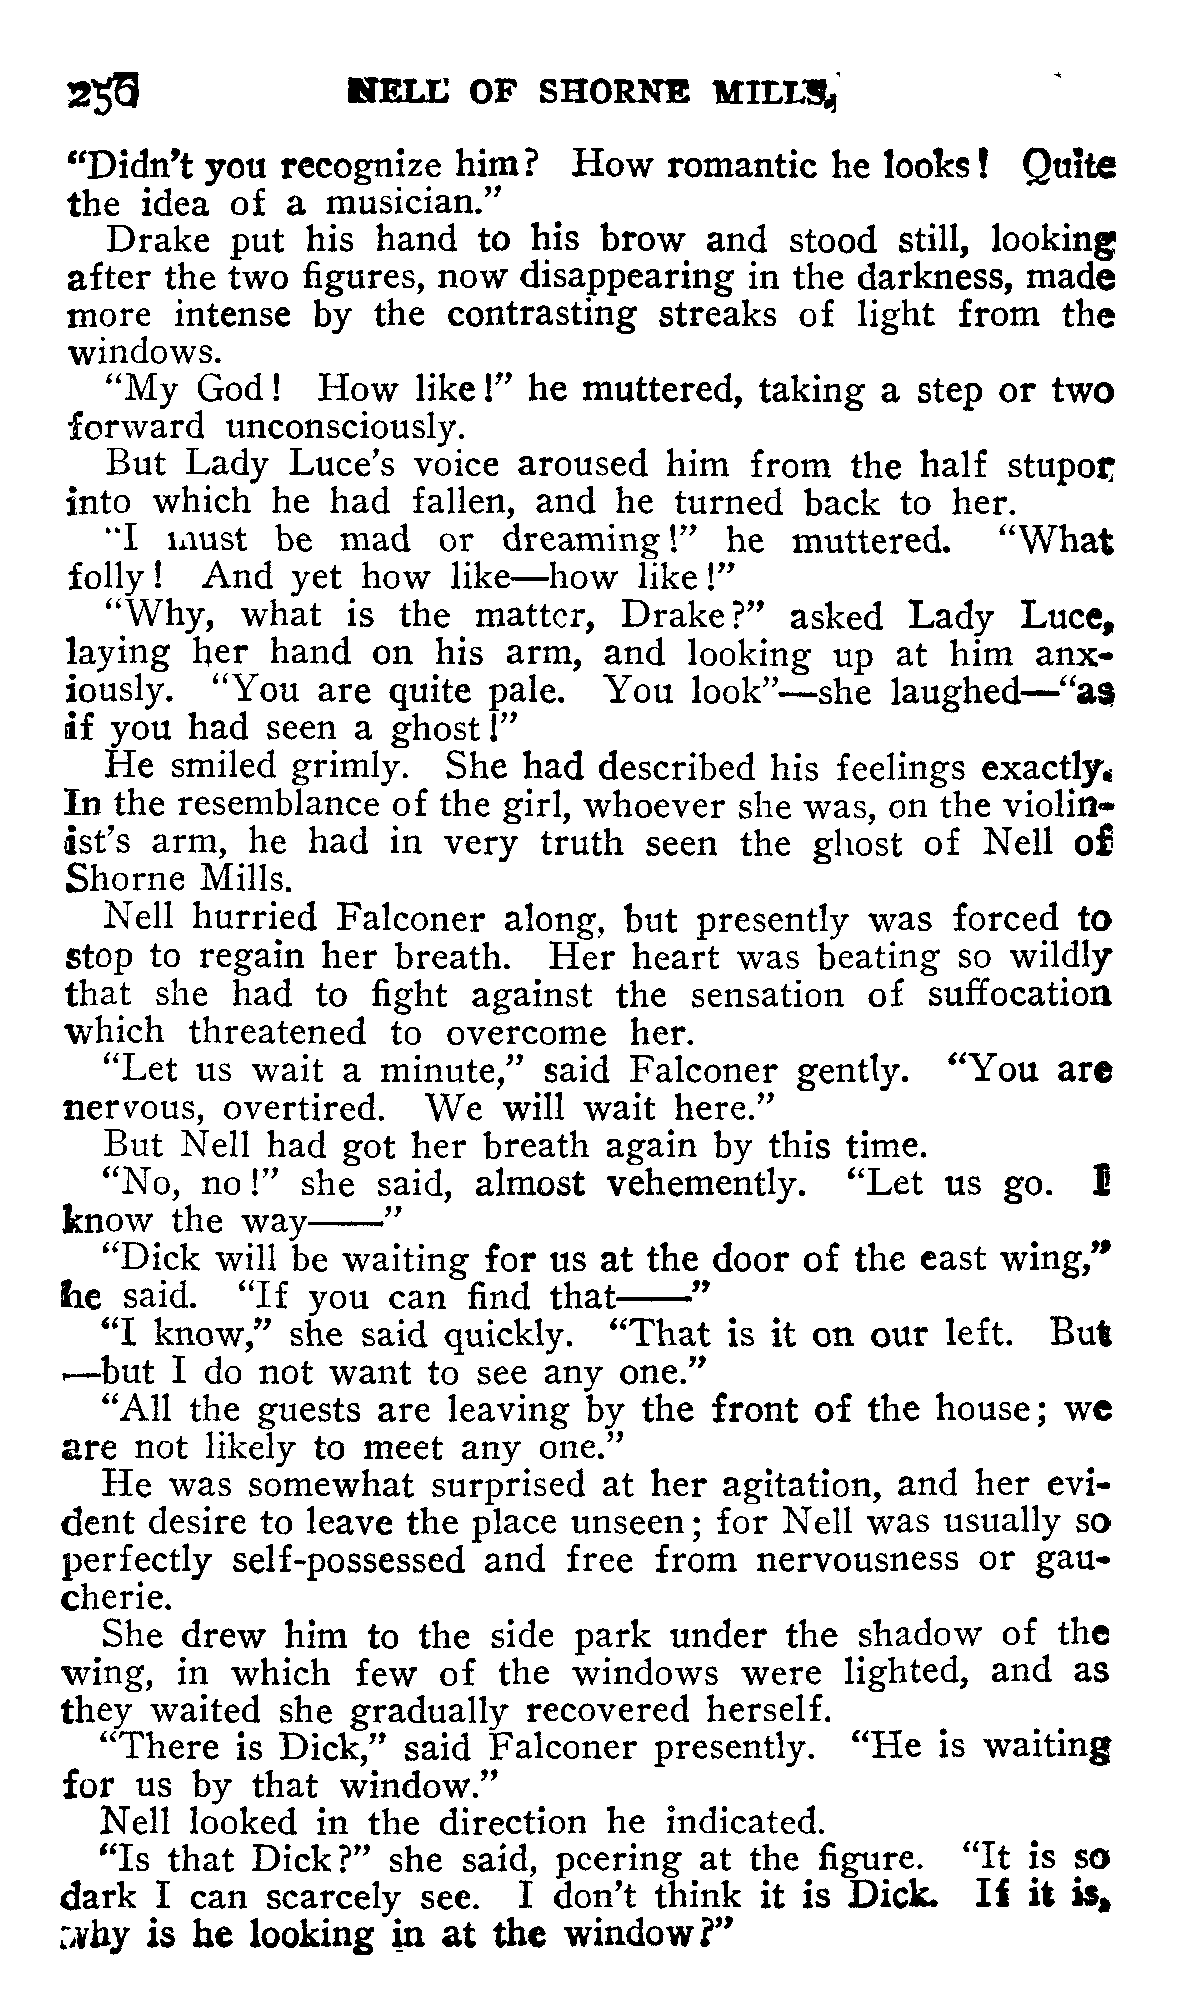 256 NELL OF SHORNE MILLS,
"Didn't you recognize him? How romantic he looks! Quite
the idea of a musician."
Drake put his hand to his brow and stood still, looking
after the two figures, now disappearing in the darkness, made
more intense by the contrasting streaks of light from the
windows.
"My God! How like!" he muttered, taking a step or two
forward unconsciously.
But Lady Luce's voice aroused him from the half stupor
into which he had fallen, and he turned back to her.
"I must be mad or dreaming!" he muttered. "What
folly! And yet how like—how like!"
"Why, what is the matter, Drake?" asked Lady Luce,
laying her hand on his arm, and looking up at him anx-
iously. "You are quite pale. You look"—she laughed—"as
if you had seen a ghost!"
He smiled grimly. She had described his feelings exactly.
In the resemblance of the girl, whoever she was, on the violin-
ist's arm, he had in very truth seen the ghost of Nell of
Shorne Mills.
Nell hurried Falconer along, but presently was forced to
stop to regain her breath. Her heart was beating so wildly
that she had to fight against the sensation of suffocation
which threatened to overcome her.
"Let us wait a minute," said Falconer gently. "You are
nervous, overtired. We will wait here."
But Nell had got her breath again by this time.
"No, no!" she said, almost vehemently. "Let us go. I
know the way——"
"Dick will be waiting for us at the door of the east wing,"
he said. "If you can find that——"
"I know," she said quickly. "That is it on our left. But
—but I do not want to see any one."
"All the guests are leaving by the front of the house; we
are not likely to meet any one."
He was somewhat surprised at her agitation, and her evi-
dent desire to leave the place unseen; for Nell was usually so
perfectly self-possessed and free from nervousness or gau-
cherie.
She drew him to the side park under the shadow of the
wing, in which few of the windows were lighted, and as
they waited she gradually recovered herself.
"There is Dick," said Falconer presently. "He is waiting
for us by that window."
Nell looked in the direction he indicated.
"Is that Dick?" she said, peering at the figure. "It is so
dark I can scarcely see. I don't think it is Dick. If it is,
why is he looking in at the window?"